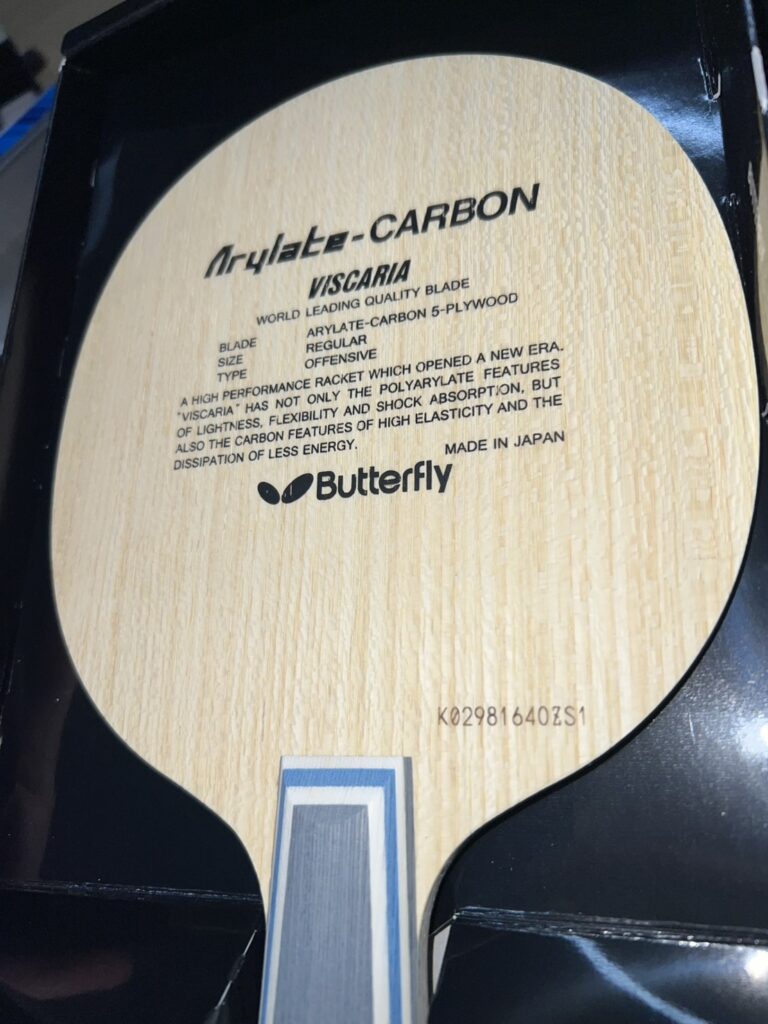 Arylate-CARBON
VISCARIA
WORLD LEADING QUALITY BLADE
BLADE ARYLATE-CARBON 5-PLYWOOD
SIZE REGULAR
TYPE OFFENSIVE
A HIGH PERFORMANCE RACKET WHICH OPENED A NEW ERA.
"VISCARIA" HAS NOT ONLY THE POLYARYLATE FEATURES
OF LIGHTNESS, FLEXIBILITY AND SHOCK ABSORPTION, BUT
ALSO THE CARBON FEATURES OF HIGH ELASTICITY AND THE
DISSIPATION OF LESS ENERGY. MADE IN JAPAN
Butterfly
K02981640ZS1